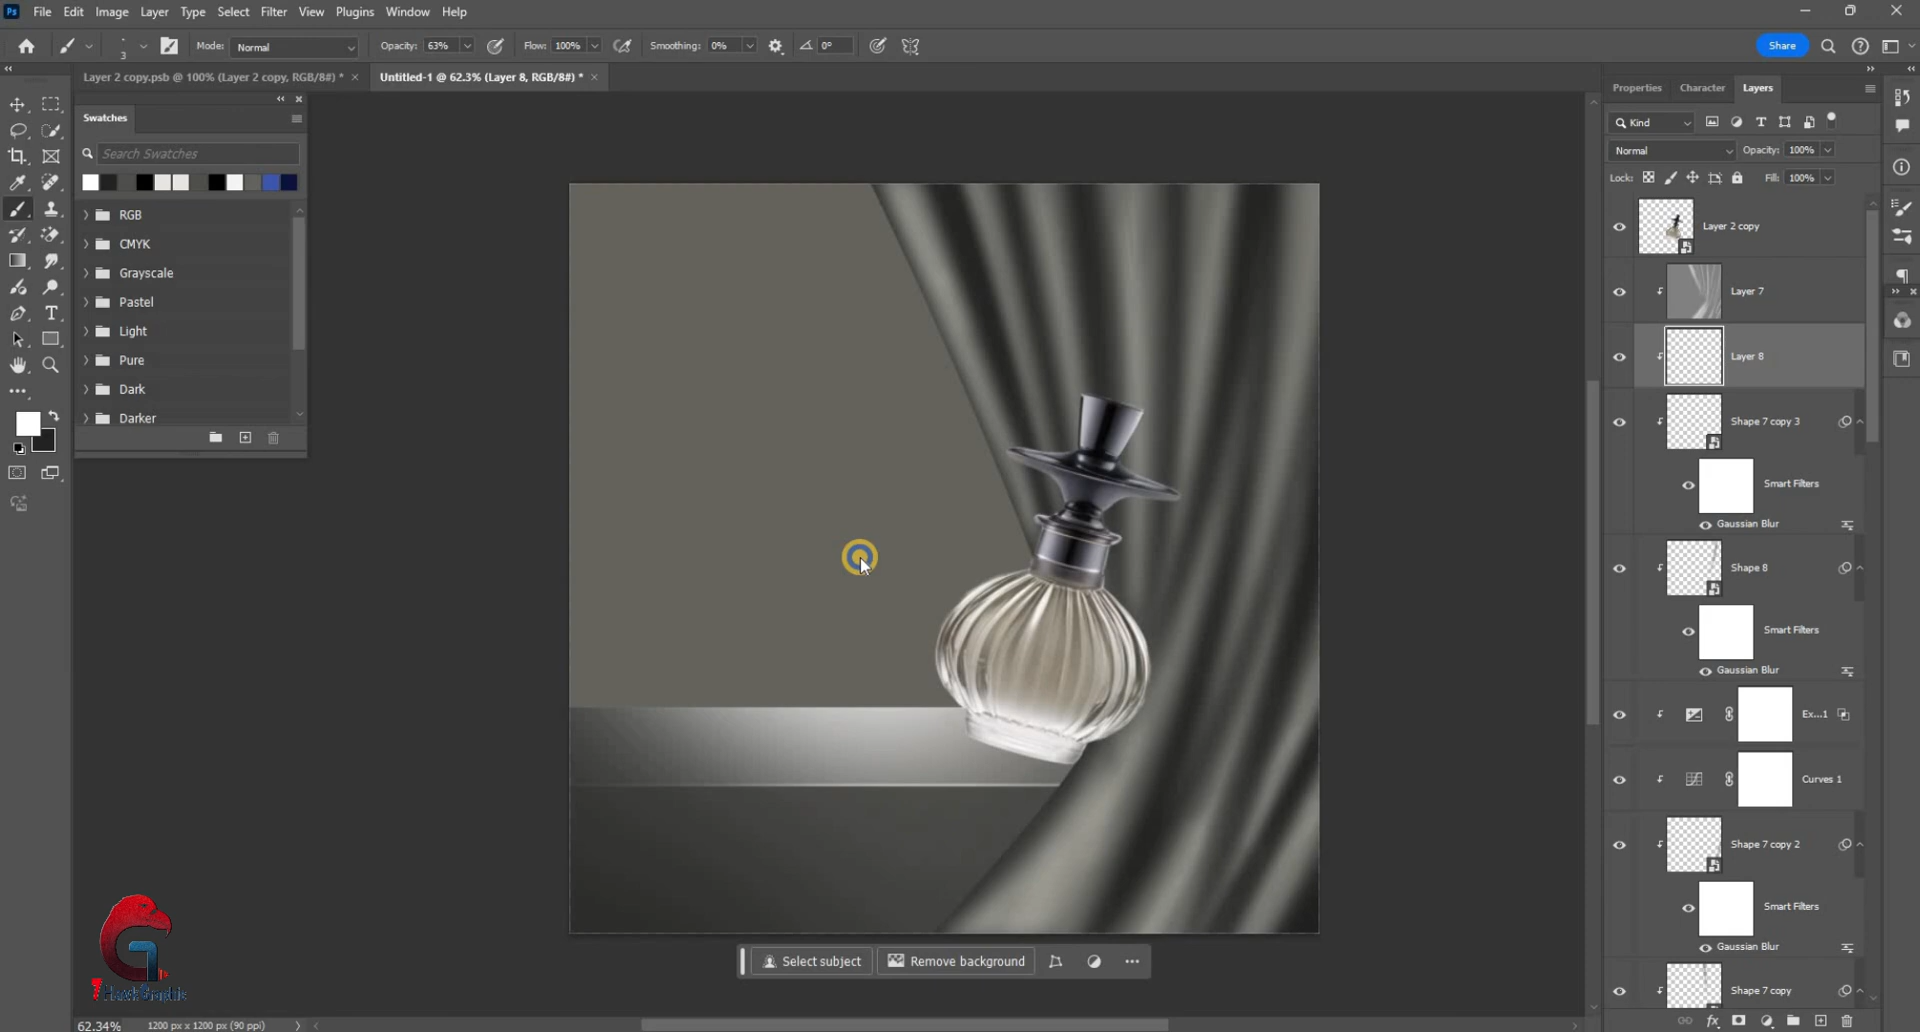 Ps File Edit Image Layer Type Select Filter View Plugins Window Help
3 Mode: Normal Opacity: 63% Flow: 100% Smoothing: 0% 0° Share
Layer 2 copy.psb @ 100% (Layer 2 copy, RGB/8#) * × Untitled-1 @ 62.3% (Layer 8, RGB/8#) * ×
Swatches
Search Swatches
RGB
CMYK
Grayscale
Pastel
Light
Pure
Dark
Darker
Properties Character Layers
Kind
Normal Opacity: 100%
Lock: Fill: 100%
Layer 2 copy
Layer 7
Layer 8
Shape 7 copy 3
Smart Filters
Gaussian Blur
Shape 8
Smart Filters
Gaussian Blur
Ex...1
Curves 1
Shape 7 copy 2
Smart Filters
Gaussian Blur
Shape 7 copy
fx
Select subject Remove background
62.34% 1200 px x 1200 px (90 ppi)